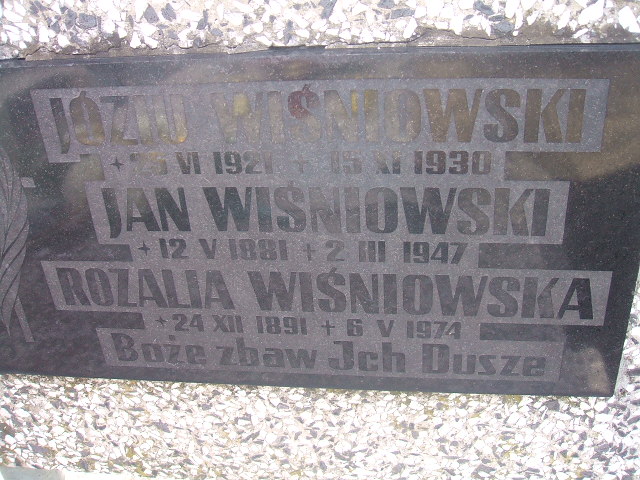 JÓZIU WIŚNIOWSKI
VI 1921 + 15 XI 1930
JAN WIŚNIOWSKI
* 12 V 1881 + 2 III 1947
ROZALIA WIŚNIOWSKA
* 24 XII 1891 + 6 V 1974
Boże zbaw Jch Dusze